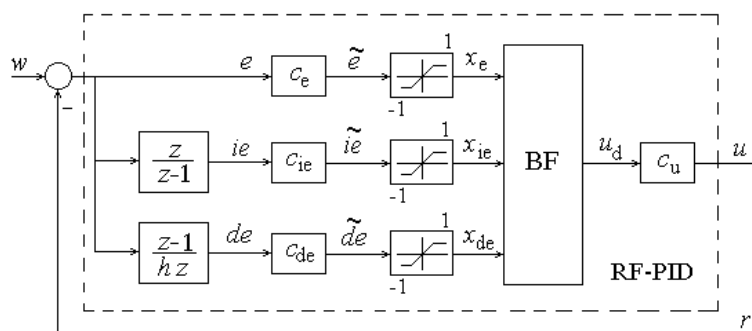 1
w
e
c_e
ẽ
x_e
−
-1
1
z
z-1
ie
c_ie
ĩe
x_ie
BF
u_d
c_u
u
-1
1
z-1
h z
de
c_de
d̃e
x_de
-1
RF-PID
r